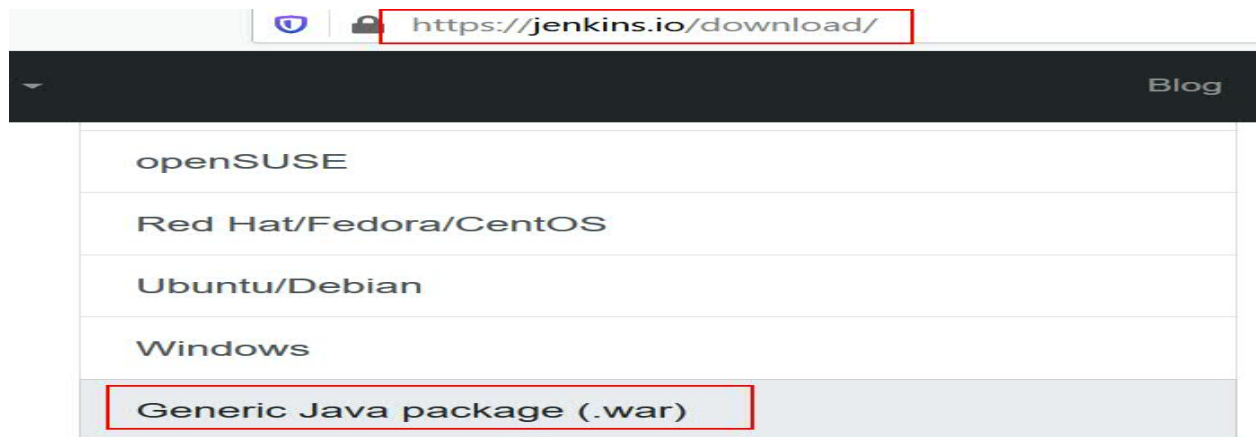 https://jenkins.io/download/
Blog
openSUSE
Red Hat/Fedora/CentOS
Ubuntu/Debian
Windows
Generic Java package (.war)